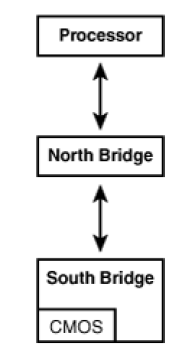 Processor
North Bridge
South Bridge
CMOS